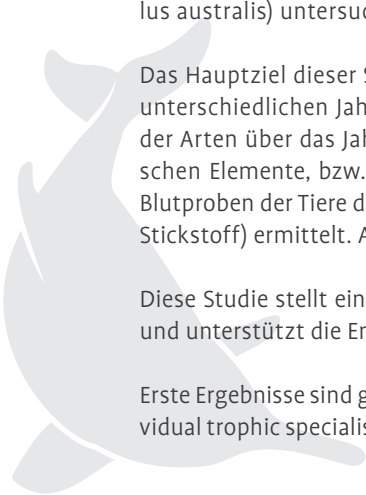 lus australis) untersuc
Das Hauptziel dieser S
unterschiedlichen Jah
der Arten über das Jah
schen Elemente, bzw.
Blutproben der Tiere d
Stickstoff) ermittelt. A
Diese Studie stellt ein
und unterstützt die Er
Erste Ergebnisse sind g
vidual trophic specialis